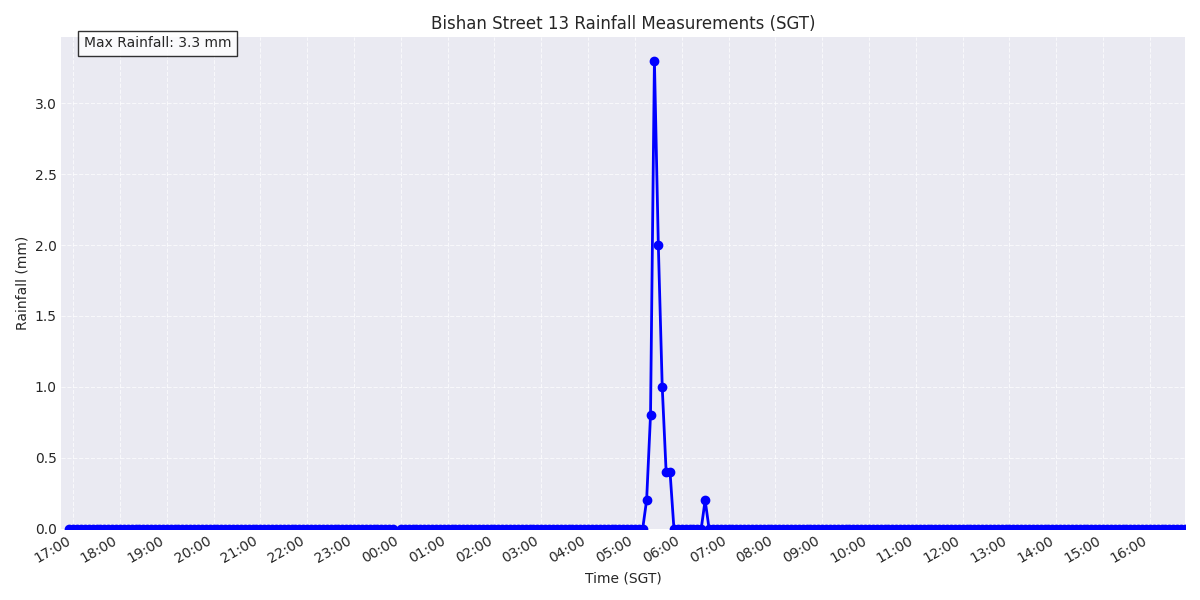 Bishan Street 13 Rainfall Measurements (SGT)
Max Rainfall: 3.3 mm
Rainfall (mm)
3.0
2.5
2.0
1.5
1.0
0.5
0.0
17:00 18:00 19:00 20:00 21:00 22:00 23:00 00:00 01:00 02:00 03:00 04:00 05:00 06:00 07:00 08:00 09:00 10:00 11:00 12:00 13:00 14:00 15:00 16:00
Time (SGT)